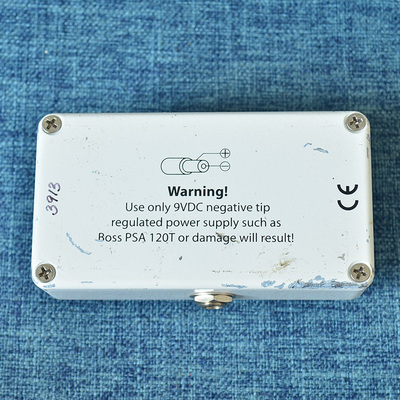 +
−
Warning!
Use only 9VDC negative tip
regulated power supply such as
Boss PSA 120T or damage will result!
3913
CE